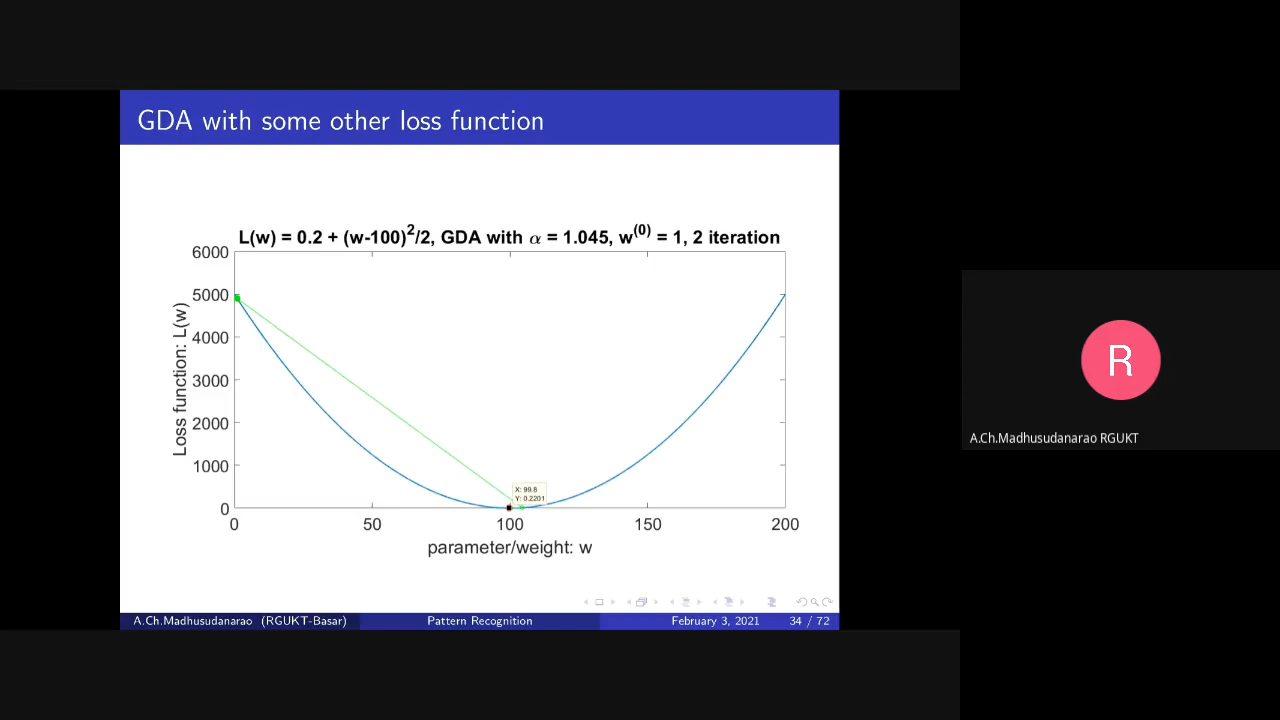 GDA with some other loss function
L(w) = 0.2 + (w-100)^2/2, GDA with α = 1.045, w^(0) = 1, 2 iteration
6000
5000
4000
3000
2000
1000
0
Loss function: L(w)
X: 99.8
Y: 0.2201
0 50 100 150 200
parameter/weight: w
A.Ch.Madhusudanarao (RGUKT-Basar) Pattern Recognition February 3, 2021 34 / 72
R
A.Ch.Madhusudanarao RGUKT